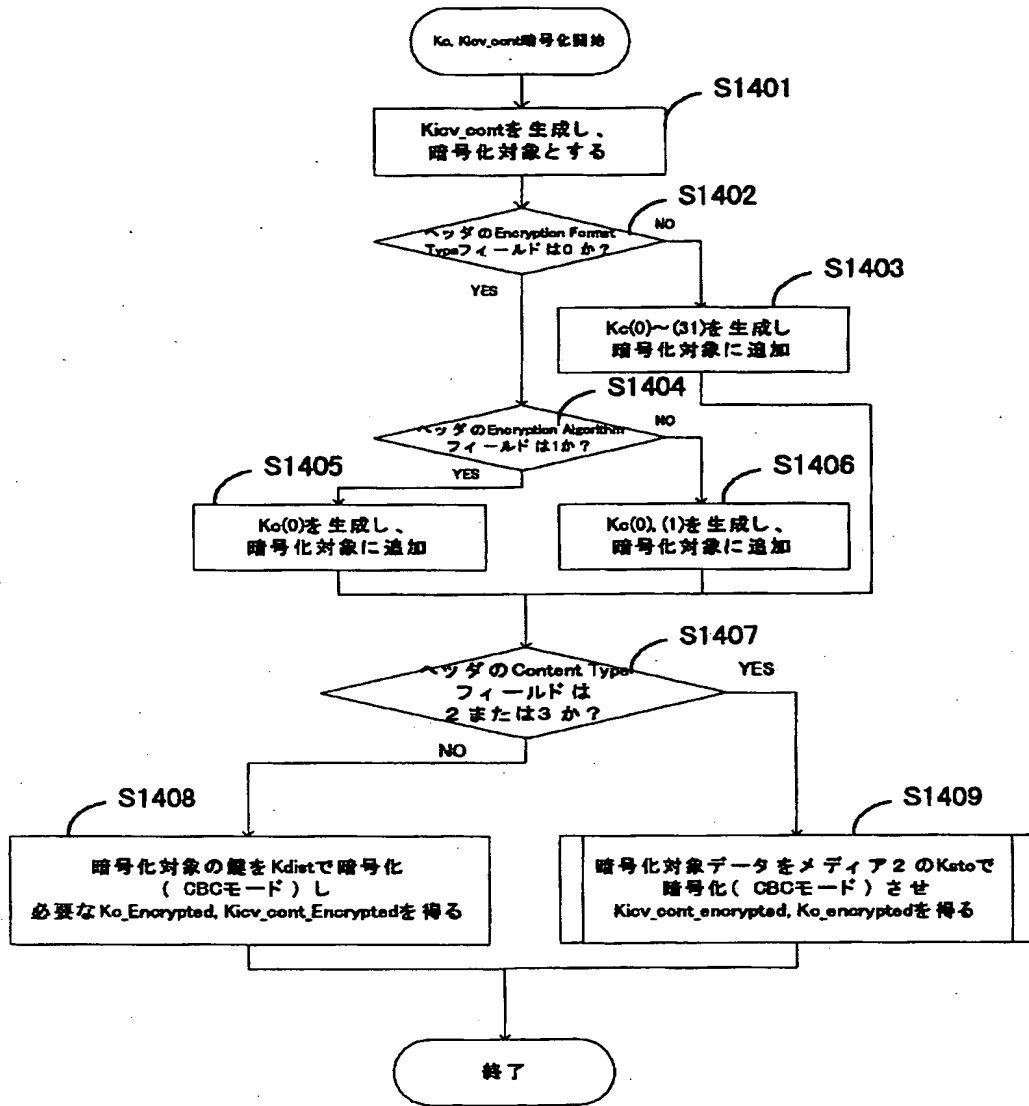 Kc, Kicv_cont暗号化開始
S1401
Kicv_contを生成し、
暗号化対象とする
S1402
ヘッダのEncryption Format
Typeフィールドは0か？
NO
YES
S1403
Kc(0)～(31)を生成し
暗号化対象に追加
S1404
ヘッダのEncryption Algorithm
フィールドは1か？
NO
YES
S1405
Kc(0)を生成し、
暗号化対象に追加
S1406
Kc(0), (1)を生成し、
暗号化対象に追加
S1407
ヘッダのContent Type
フィールドは
2または3か？
YES
NO
S1408
暗号化対象の鍵をKdistで暗号化
(CBCモード)し
必要なKc_Encrypted, Kicv_cont_Encryptedを得る
S1409
暗号化対象データをメディア2のKstoで
暗号化(CBCモード)させ
Kicv_cont_encrypted, Kc_encryptedを得る
終了